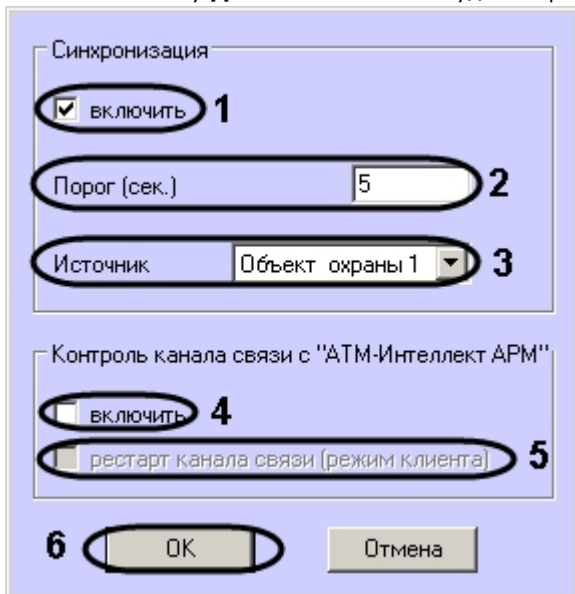 Синхронизация
включить 1
Порог (сек.) 5 2
Источник Объект охраны 1 3
Контроль канала связи с "АТМ-Интеллект АРМ"
включить 4
рестарт канала связи (режим клиента) 5
6 OK Отмена